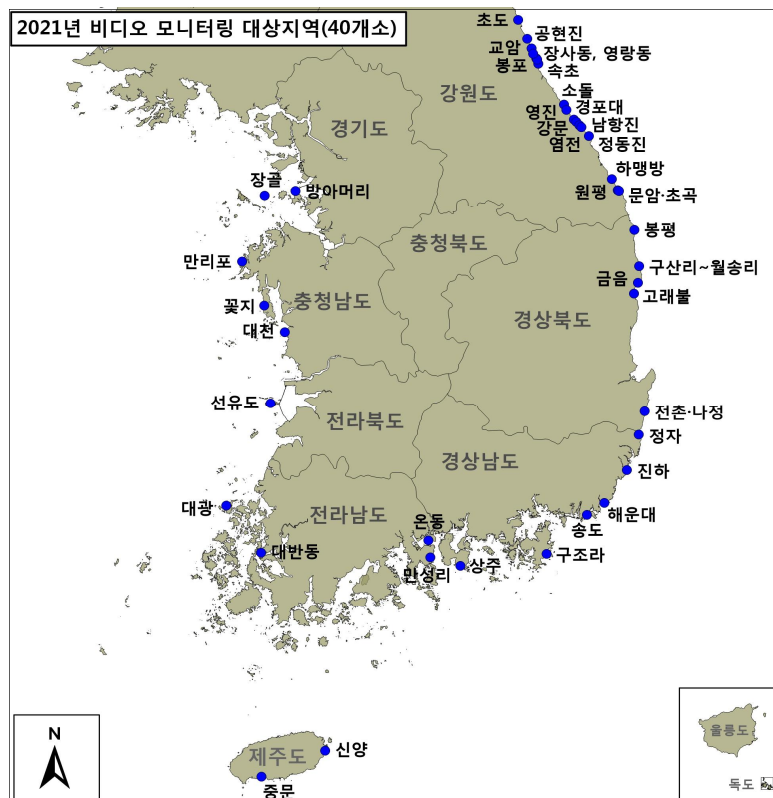 2021년 비디오 모니터링 대상지역(40개소)
초도
공현진
교암
장사동, 영랑동
봉포
속초
강원도
소돌
영진
경포대
강문
남항진
염전
정동진
경기도
하맹방
장골
방아머리
원평
문암·초곡
봉평
충청북도
만리포
구산리~월송리
금음
고래불
충청남도
꽃지
경상북도
대천
선유도
전라북도
전촌·나정
정자
경상남도
진하
대광
전라남도
해운대
온동
송도
대반동
구조라
만성리
상주
N
제주도
신양
중문
울릉도
독도